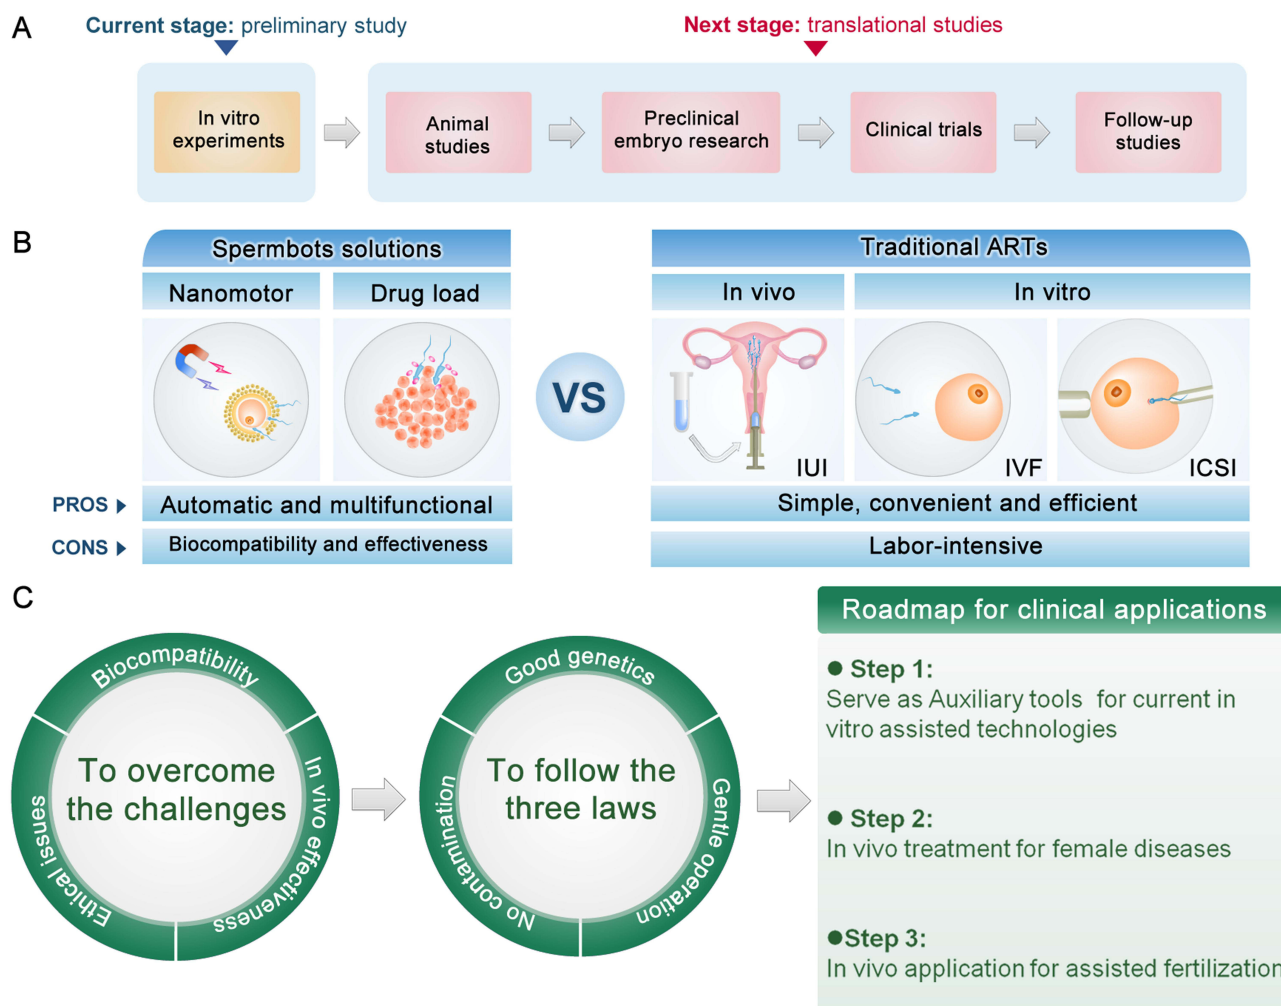 A
Current stage: preliminary study
Next stage: translational studies
In vitro
experiments
Animal
studies
Preclinical
embryo research
Clinical trials
Follow-up
studies
B
Spermbots solutions
Traditional ARTs
Nanomotor
Drug load
In vivo
In vitro
VS
IUI
IVF
ICSI
PROS
Automatic and multifunctional
Simple, convenient and efficient
CONS
Biocompatibility and effectiveness
Labor-intensive
C
Biocompatibility
In vivo effectiveness
Ethical issues
To overcome
the challenges
Good genetics
Gentle operation
No contamination
To follow the
three laws
Roadmap for clinical applications
● Step 1:
Serve as Auxiliary tools for current in
vitro assisted technologies
● Step 2:
In vivo treatment for female diseases
●Step 3:
In vivo application for assisted fertilization